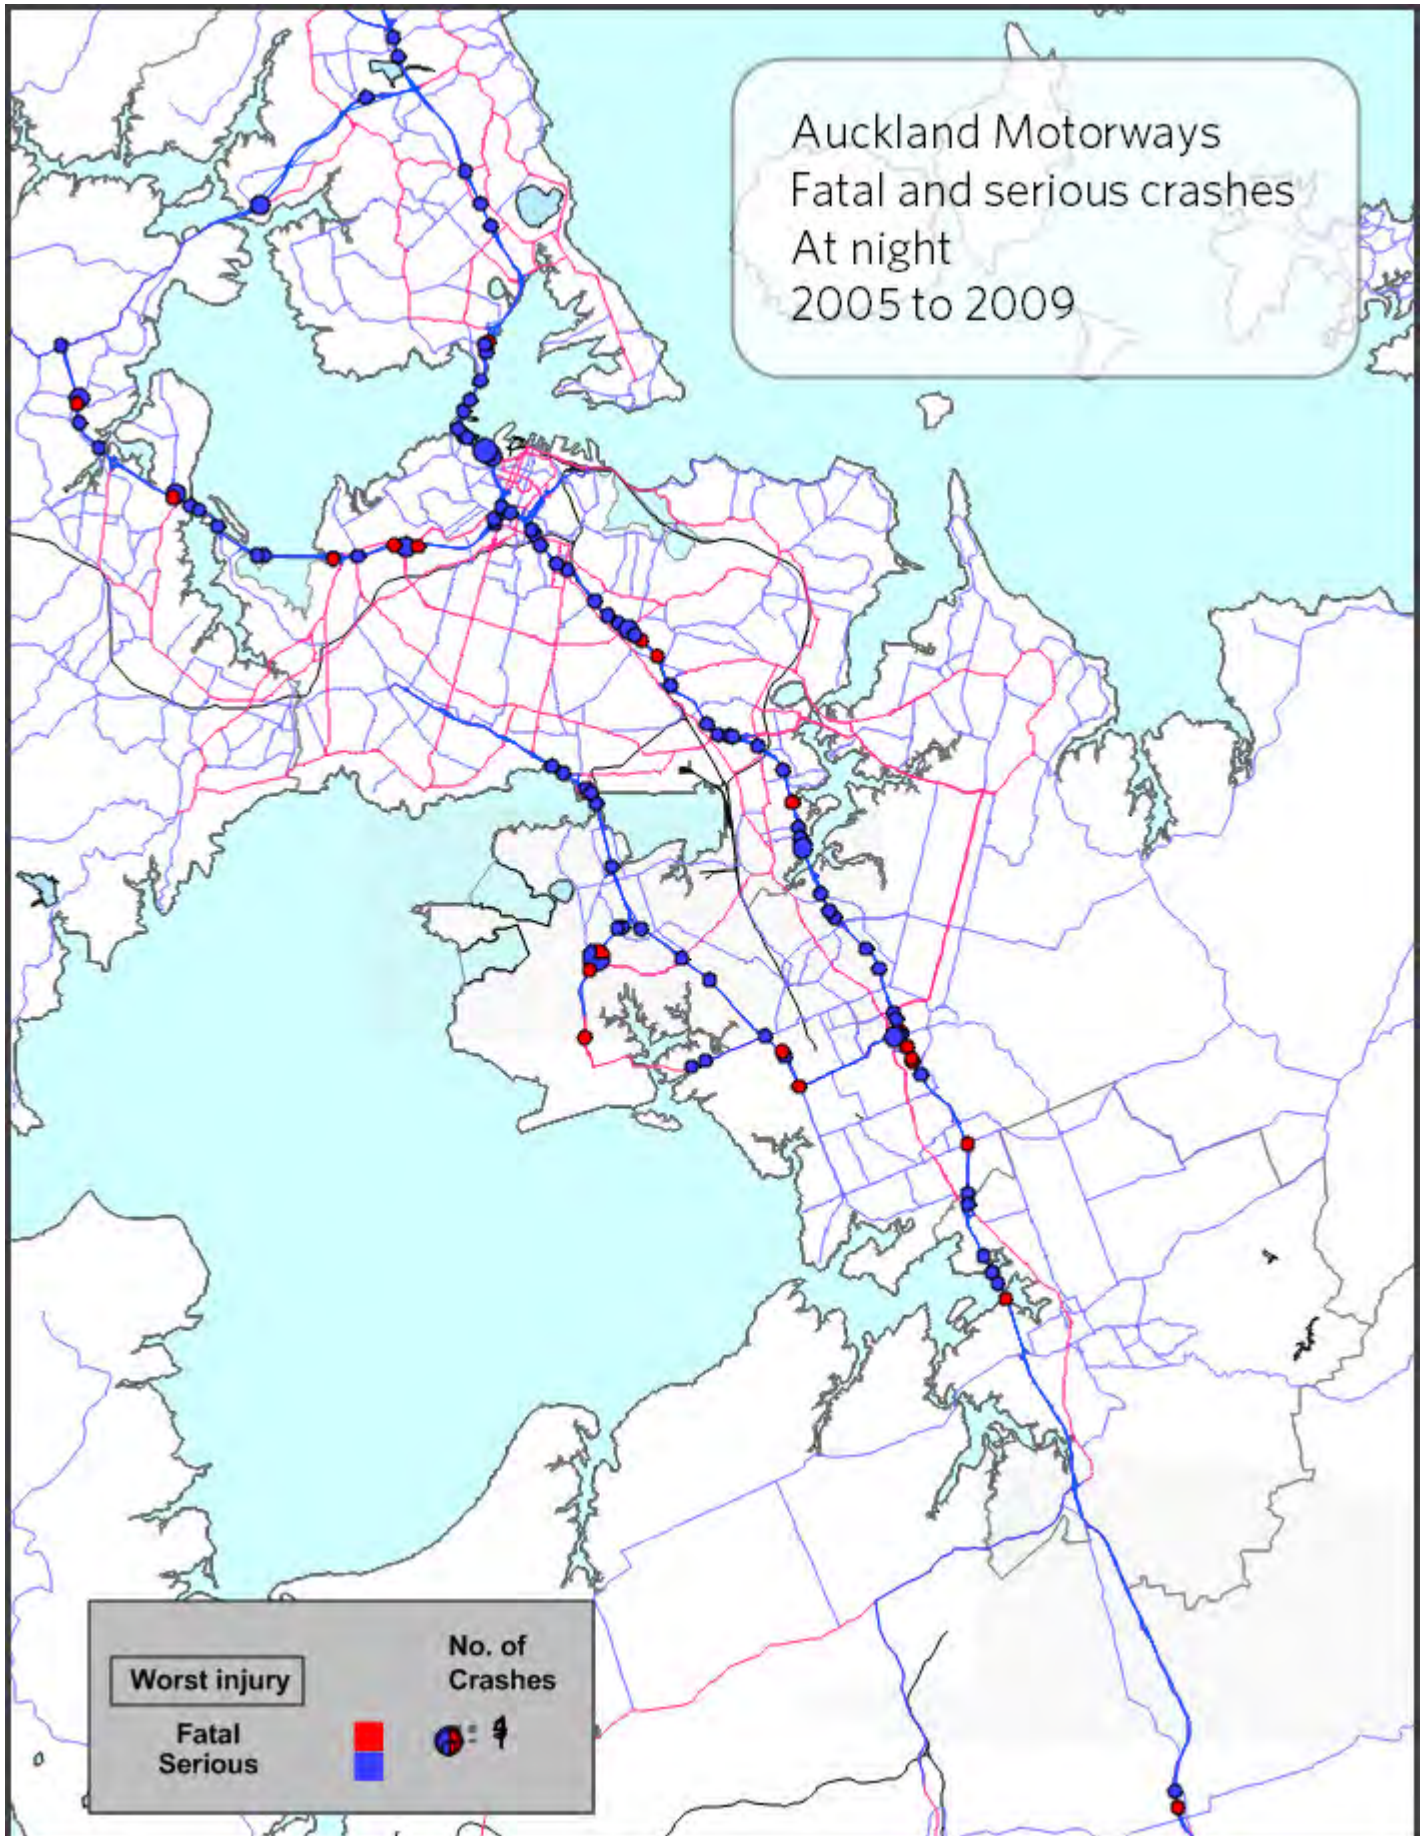 Auckland Motorways
Fatal and serious crashes
At night
2005 to 2009
No. of
Crashes
Worst injury
Fatal
Serious